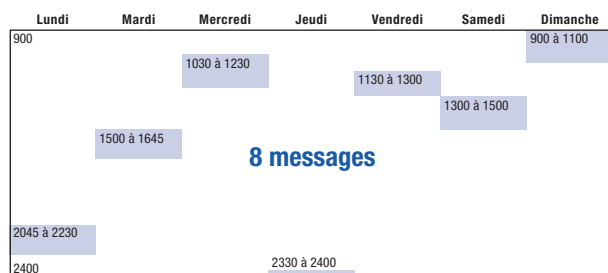 Lundi Mardi Mercredi Jeudi Vendredi Samedi Dimanche
900
900 à 1100
1030 à 1230
1130 à 1300
1300 à 1500
1500 à 1645
8 messages
2045 à 2230
2330 à 2400
2400